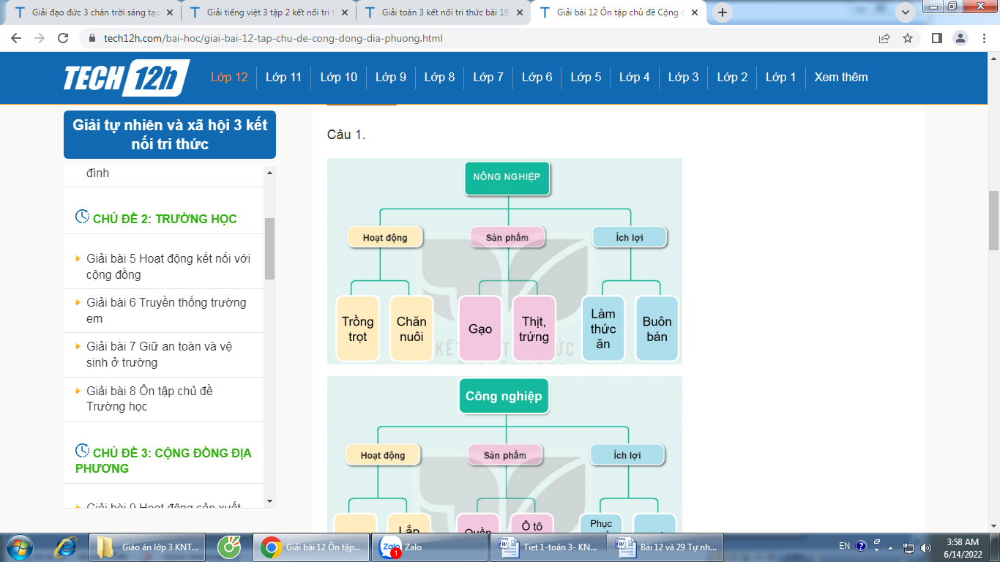 Giải đạo đức 3 chân trời sáng tạo
Giải tiếng việt 3 tập 2 kết nối tri t
Giải toán 3 kết nối tri thức bài 19
Giải bài 12 Ôn tập chủ đề Cộng đ
tech12h.com/bai-hoc/giai-bai-12-tap-chu-de-cong-dong-dia-phuong.html
TECH 12h
Lớp 12
Lớp 11
Lớp 10
Lớp 9
Lớp 8
Lớp 7
Lớp 6
Lớp 5
Lớp 4
Lớp 3
Lớp 2
Lớp 1
Xem thêm
Giải tự nhiên và xã hội 3 kết
nối tri thức
đình
CHỦ ĐỀ 2: TRƯỜNG HỌC
Giải bài 5 Hoạt động kết nối với
cộng đồng
Giải bài 6 Truyền thống trường
em
Giải bài 7 Giữ an toàn và vệ
sinh ở trường
Giải bài 8 Ôn tập chủ đề
Trường học
CHỦ ĐỀ 3: CỘNG ĐỒNG ĐỊA
PHƯƠNG
Giải bài 9 Hoạt động sản xuất
Câu 1.
NÔNG NGHIỆP
Hoạt động
Sản phẩm
Ích lợi
Trồng
trọt
Chăn
nuôi
Gạo
Thịt,
trứng
Làm
thức
ăn
Buôn
bán
Công nghiệp
Hoạt động
Sản phẩm
Ích lợi
Lắp
Quần
Ô tô
Phục
Giáo án lớp 3 KNT...
Giải bài 12 Ôn tập...
Zalo
1
Zalo
Tiet 1-toán 3- KN...
Bài 12 và 29 Tự nh...
EN
3:58 AM
6/14/2022